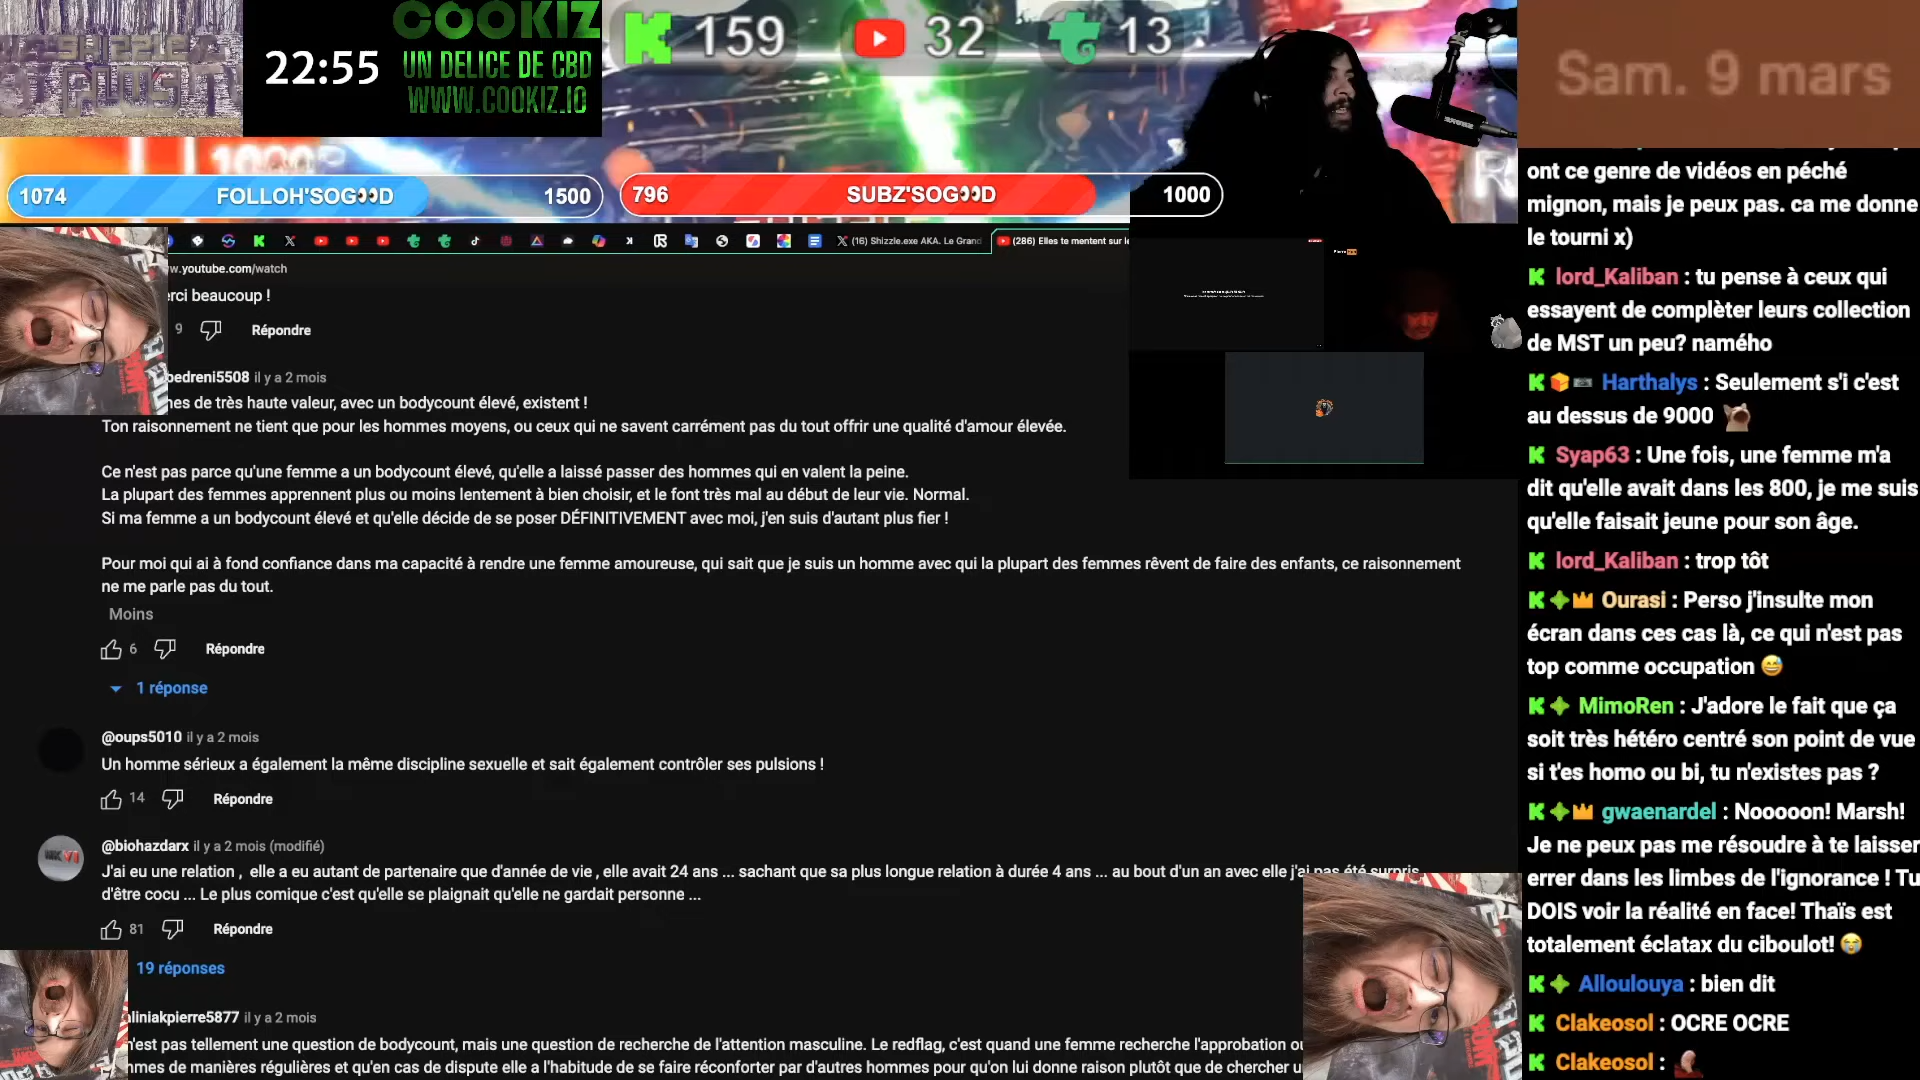 22:55
COOKIZ
UN DELICE DE CBD
WWW.COOKIZ.IO
159
32
13
Sam. 9 mars
1074
FOLLOH'SOG👀D
1500
796
SUBZ'SOG👀D
1000
(16) Shizzle.exe AKA. Le Grand
(286) Elles te mentent sur le
w.youtube.com/watch
rci beaucoup !
9
Répondre
bedreni5508 il y a 2 mois
es de très haute valeur, avec un bodycount élevé, existent !
Ton raisonnement ne tient que pour les hommes moyens, ou ceux qui ne savent carrément pas du tout offrir une qualité d'amour élevée.
Ce n'est pas parce qu'une femme a un bodycount élevé, qu'elle a laissé passer des hommes qui en valent la peine.
La plupart des femmes apprennent plus ou moins lentement à bien choisir, et le font très mal au début de leur vie. Normal.
Si ma femme a un bodycount élevé et qu'elle décide de se poser DÉFINITIVEMENT avec moi, j'en suis d'autant plus fier !
Pour moi qui ai à fond confiance dans ma capacité à rendre une femme amoureuse, qui sait que je suis un homme avec qui la plupart des femmes rêvent de faire des enfants, ce raisonnement
ne me parle pas du tout.
Moins
6
Répondre
1 réponse
@oups5010 il y a 2 mois
Un homme sérieux a également la même discipline sexuelle et sait également contrôler ses pulsions !
14
Répondre
@biohazdarx il y a 2 mois (modifié)
J'ai eu une relation , elle a eu autant de partenaire que d'année de vie , elle avait 24 ans ... sachant que sa plus longue relation à durée 4 ans ... au bout d'un an avec elle j'ai pas été surpris
d'être cocu ... Le plus comique c'est qu'elle se plaignait qu'elle ne gardait personne ...
81
Répondre
19 réponses
liniakpierre5877 il y a 2 mois
n'est pas tellement une question de bodycount, mais une question de recherche de l'attention masculine. Le redflag, c'est quand une femme recherche l'approbation ou
mes de manières régulières et qu'en cas de dispute elle a l'habitude de se faire réconforter par d'autres hommes pour qu'on lui donne raison plutôt que de chercher u
ont ce genre de vidéos en péché
mignon, mais je peux pas. ca me donne
le tourni x)
lord_Kaliban : tu pense à ceux qui
essayent de complèter leurs collection
de MST un peu? namého
Harthalys : Seulement s'i c'est
au dessus de 9000
Syap63 : Une fois, une femme m'a
dit qu'elle avait dans les 800, je me suis
qu'elle faisait jeune pour son âge.
lord_Kaliban : trop tôt
Ourasi : Perso j'insulte mon
écran dans ces cas là, ce qui n'est pas
top comme occupation 😅
MimoRen : J'adore le fait que ça
soit très hétéro centré son point de vue
si t'es homo ou bi, tu n'existes pas ?
gwaenardel : Nooooon! Marsh!
Je ne peux pas me résoudre à te laisser
errer dans les limbes de l'ignorance ! Tu
DOIS voir la réalité en face! Thaïs est
totalement éclatax du ciboulot! 😭
Alloulouya : bien dit
Clakeosol : OCRE OCRE
Clakeosol :